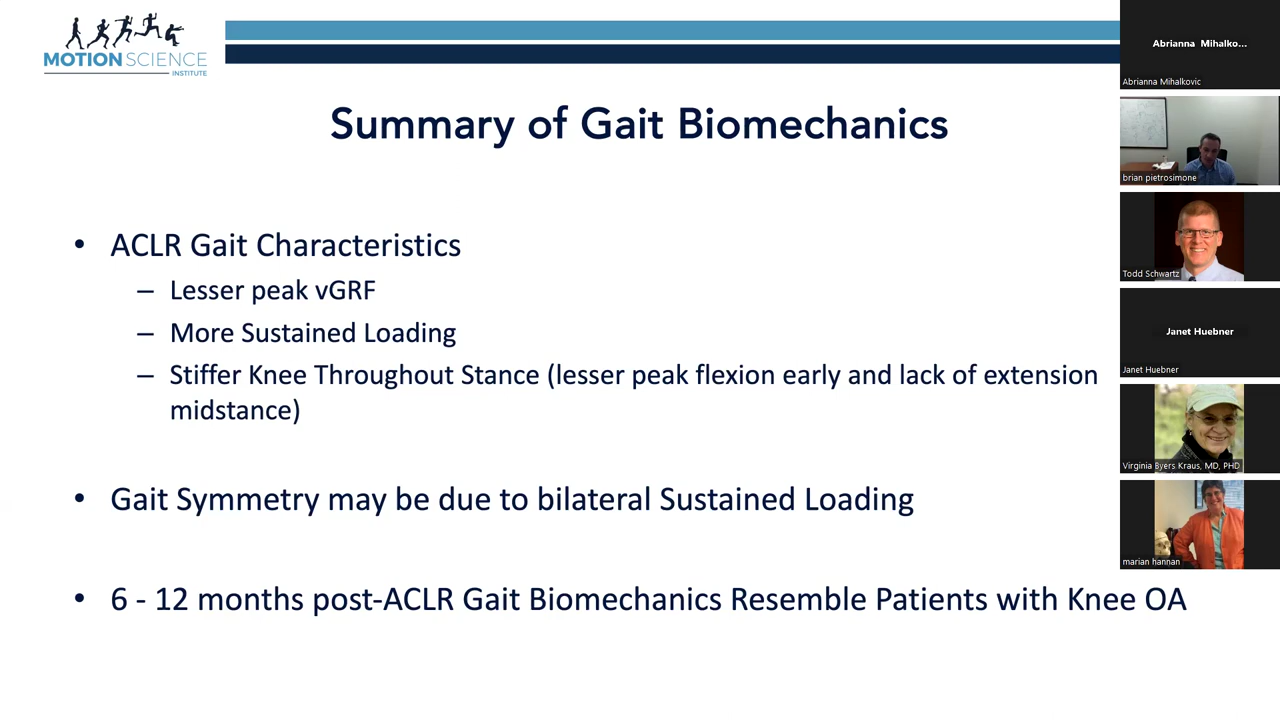 MOTION SCIENCE
INSTITUTE
Summary of Gait Biomechanics
• ACLR Gait Characteristics
– Lesser peak vGRF
– More Sustained Loading
– Stiffer Knee Throughout Stance (lesser peak flexion early and lack of extension
midstance)
• Gait Symmetry may be due to bilateral Sustained Loading
• 6 - 12 months post-ACLR Gait Biomechanics Resemble Patients with Knee OA
Abrianna Mihalko...
Abrianna Mihalkovic
brian pietrosimone
Todd Schwartz
Janet Huebner
Janet Huebner
Virginia Byers Kraus, MD, PHD
marian hannan